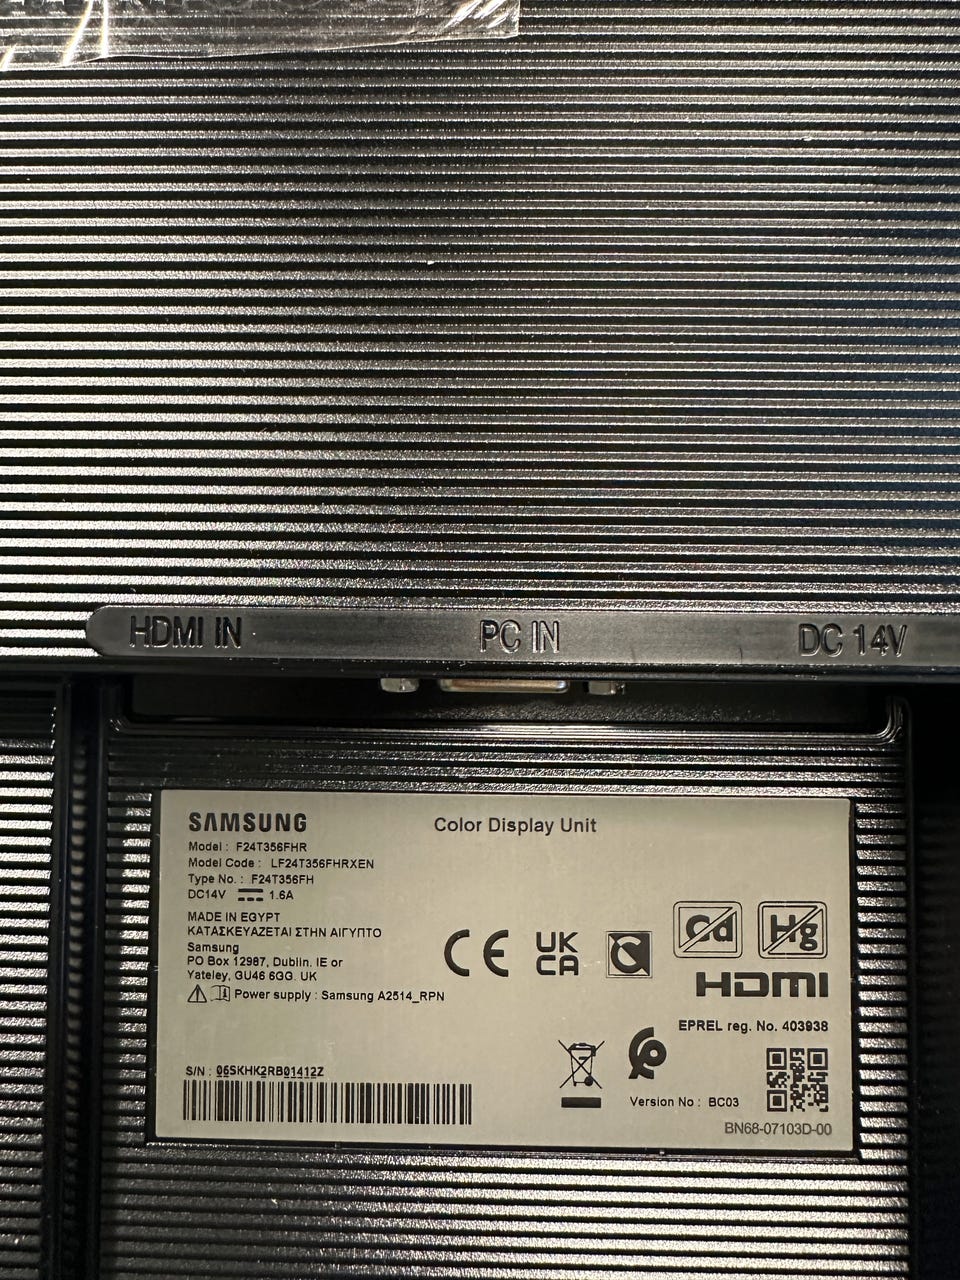 HDMI IN
PC IN
DC 14V
SAMSUNG
Color Display Unit
Model : F24T356FHR
Model Code : LF24T356FHRXEN
Type No. : F24T356FH
DC14V 1.6A
MADE IN EGYPT
ΚΑΤΑΣΚΕΥΑΖΕΤΑΙ ΣΤΗΝ ΑΙΓΥΠΤΟ
Samsung
PO Box 12987, Dublin. IE or
Yateley, GU46 6GG. UK
Power supply : Samsung A2514_RPN
CE
UK
CA
Cd
Hg
HDMI
EPREL reg. No. 403938
S/N : 06SKHK2RB01412Z
Version No : BC03
BN68-07103D-00